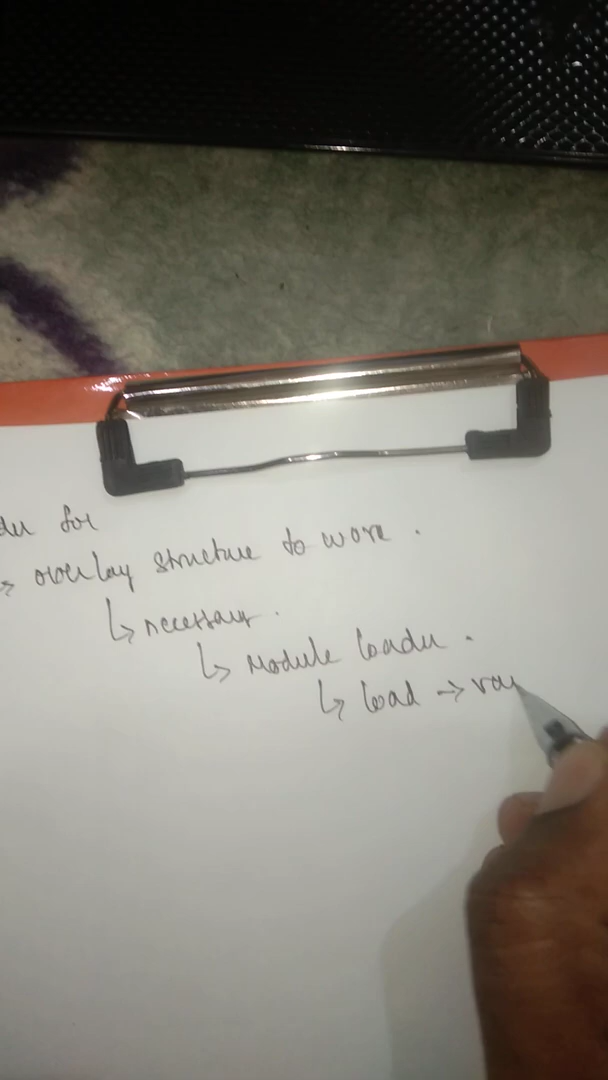 for
→ overlay structure to work.
↳ necessary.
↳ Module loader.
↳ load →